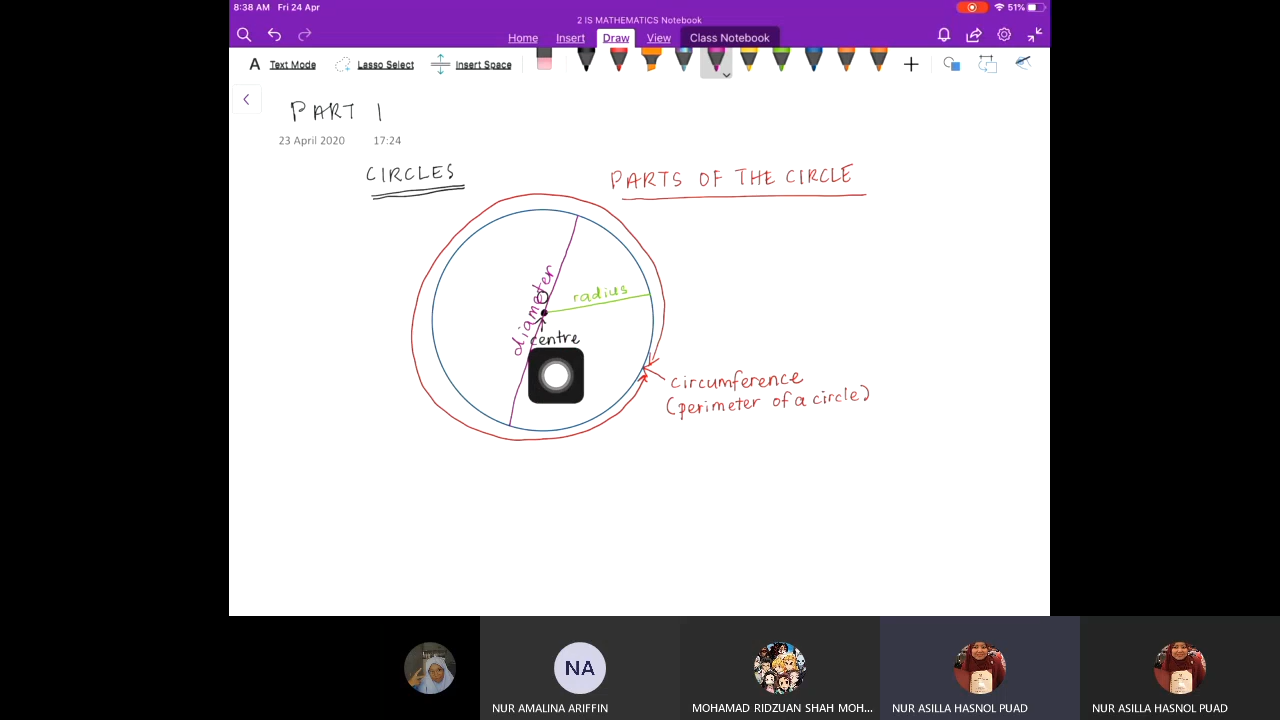 8:38 AM Fri 24 Apr
51%
2 IS MATHEMATICS Notebook
Home Insert Draw View Class Notebook
A Text Mode Lasso Select Insert Space
PART 1
23 April 2020 17:24
CIRCLES
PARTS OF THE CIRCLE
diameter
radius
O
centre
circumference
(perimeter of a circle)
NA
NUR AMALINA ARIFFIN
MOHAMAD RIDZUAN SHAH MOH...
NUR ASILLA HASNOL PUAD
NUR ASILLA HASNOL PUAD